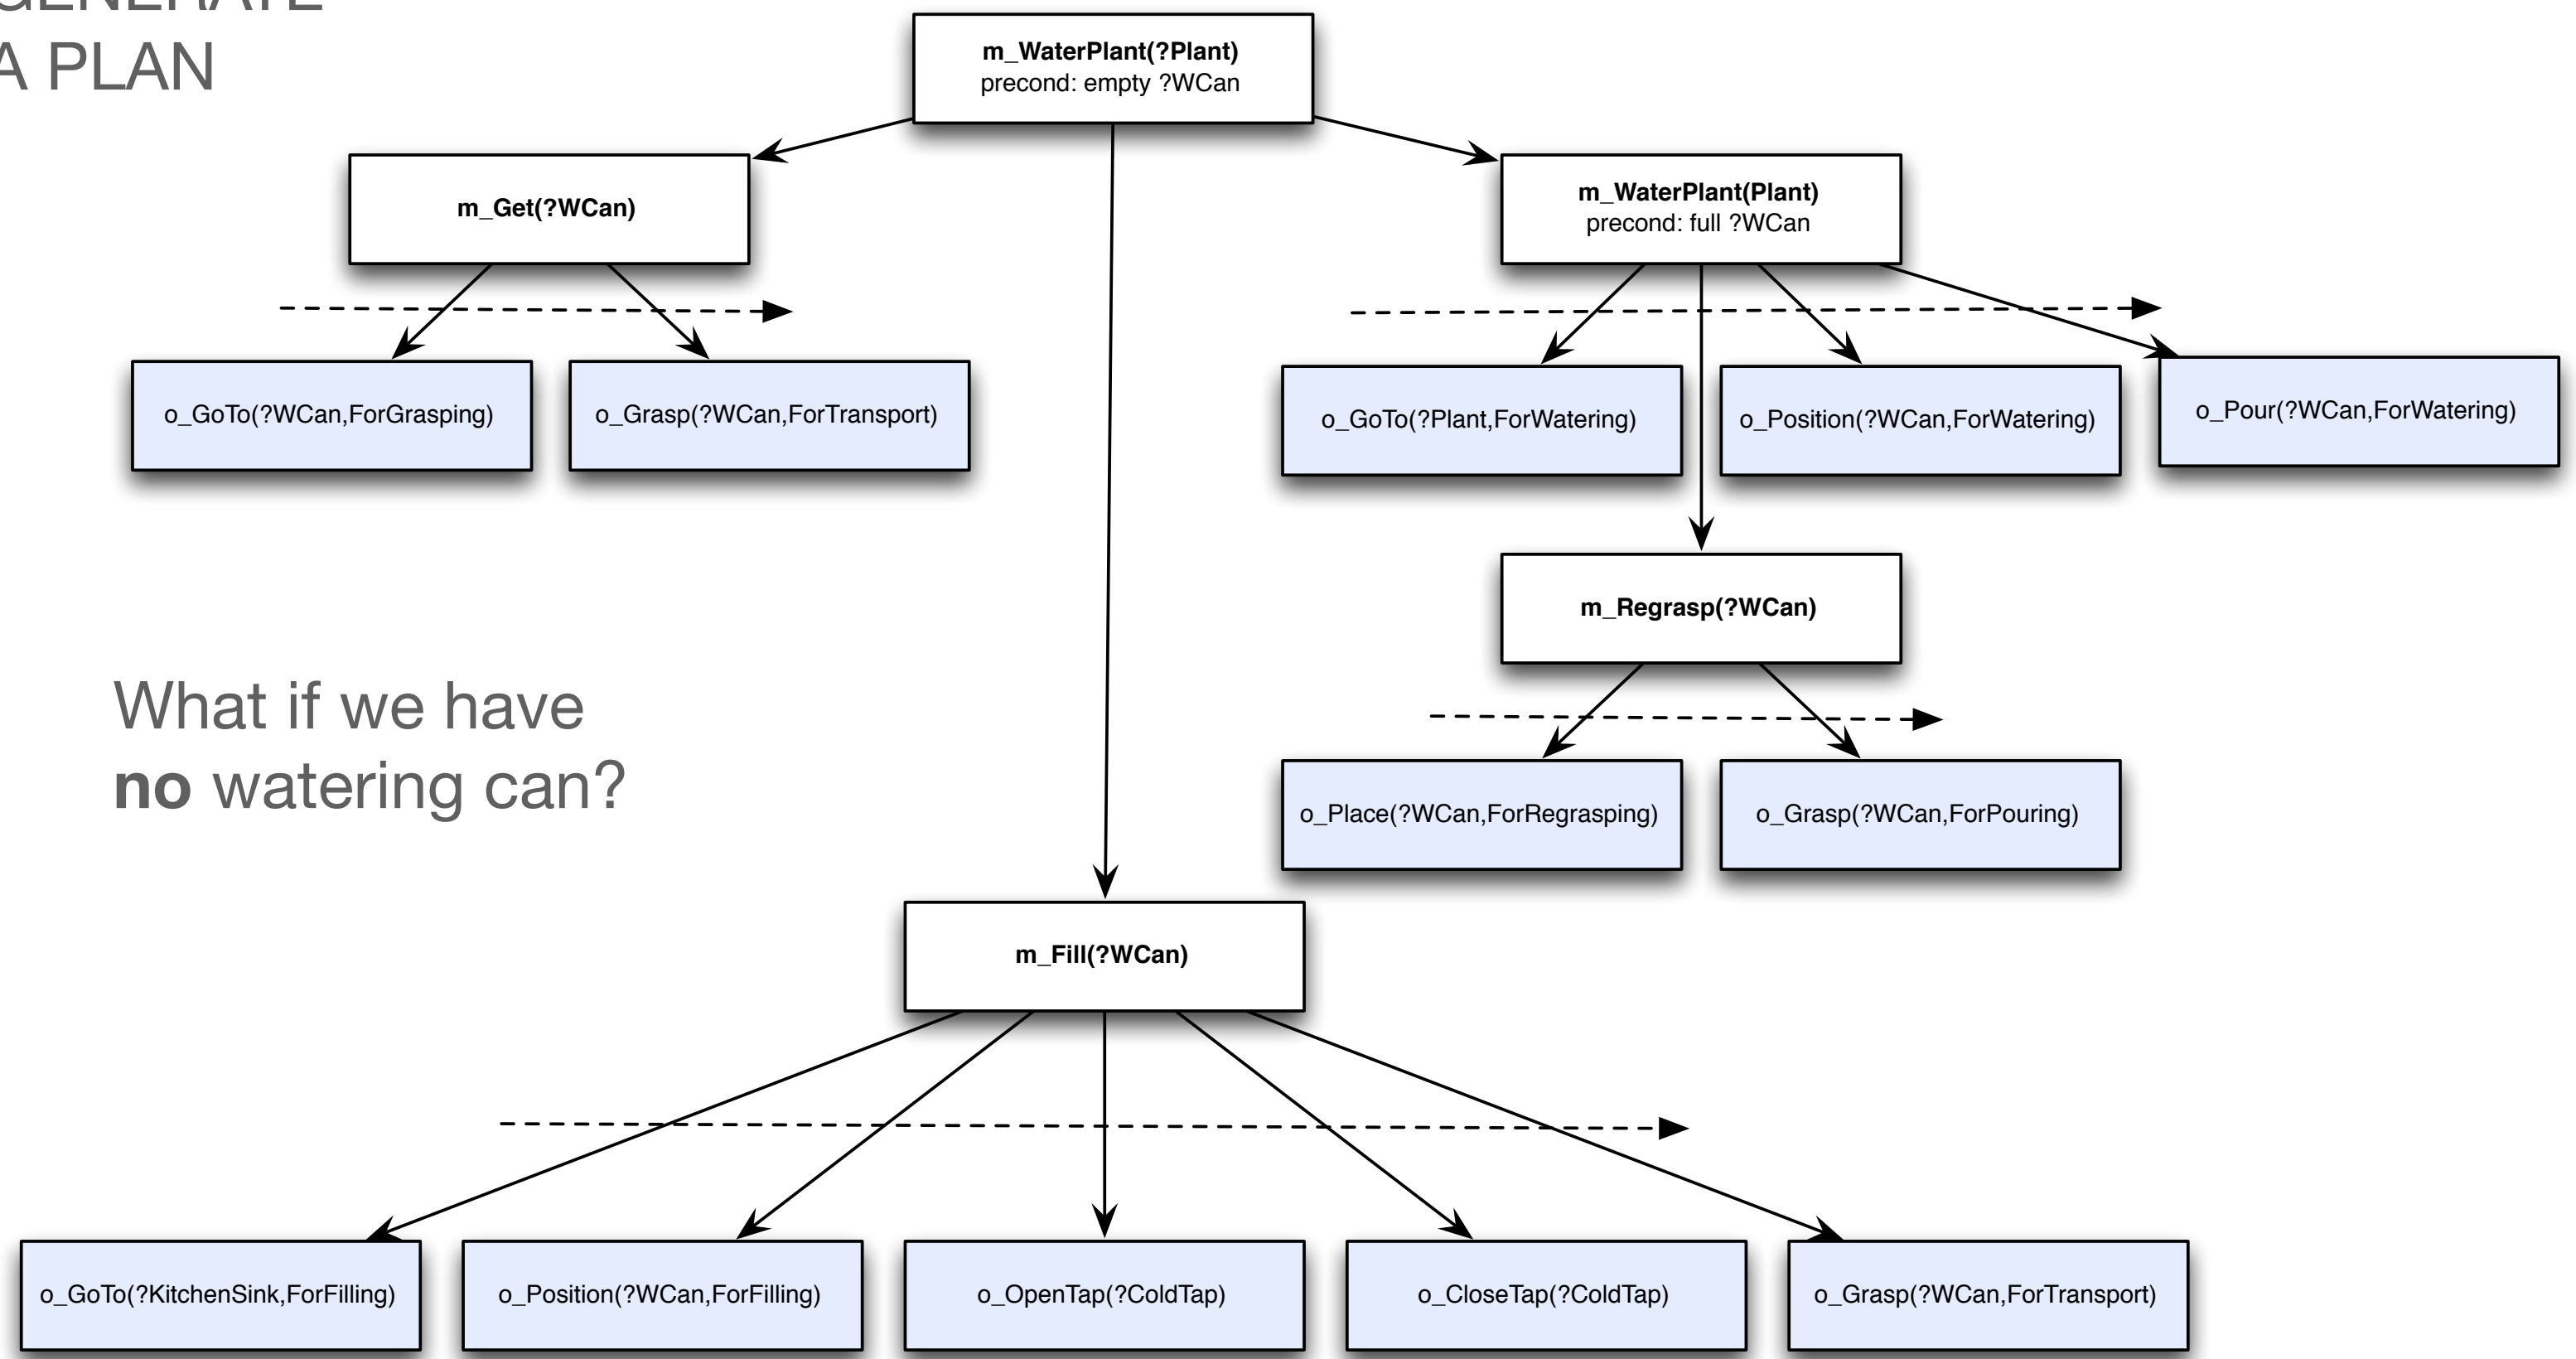 GENERATE
A PLAN
m_WaterPlant(?Plant)
precond: empty ?WCan
m_Get(?WCan)
m_WaterPlant(Plant)
precond: full ?WCan
o_GoTo(?WCan,ForGrasping)
o_Grasp(?WCan,ForTransport)
o_GoTo(?Plant,ForWatering)
o_Position(?WCan,ForWatering)
o_Pour(?WCan,ForWatering)
m_Regrasp(?WCan)
What if we have
no watering can?
o_Place(?WCan,ForRegrasping)
o_Grasp(?WCan,ForPouring)
m_Fill(?WCan)
o_GoTo(?KitchenSink,ForFilling)
o_Position(?WCan,ForFilling)
o_OpenTap(?ColdTap)
o_CloseTap(?ColdTap)
o_Grasp(?WCan,ForTransport)